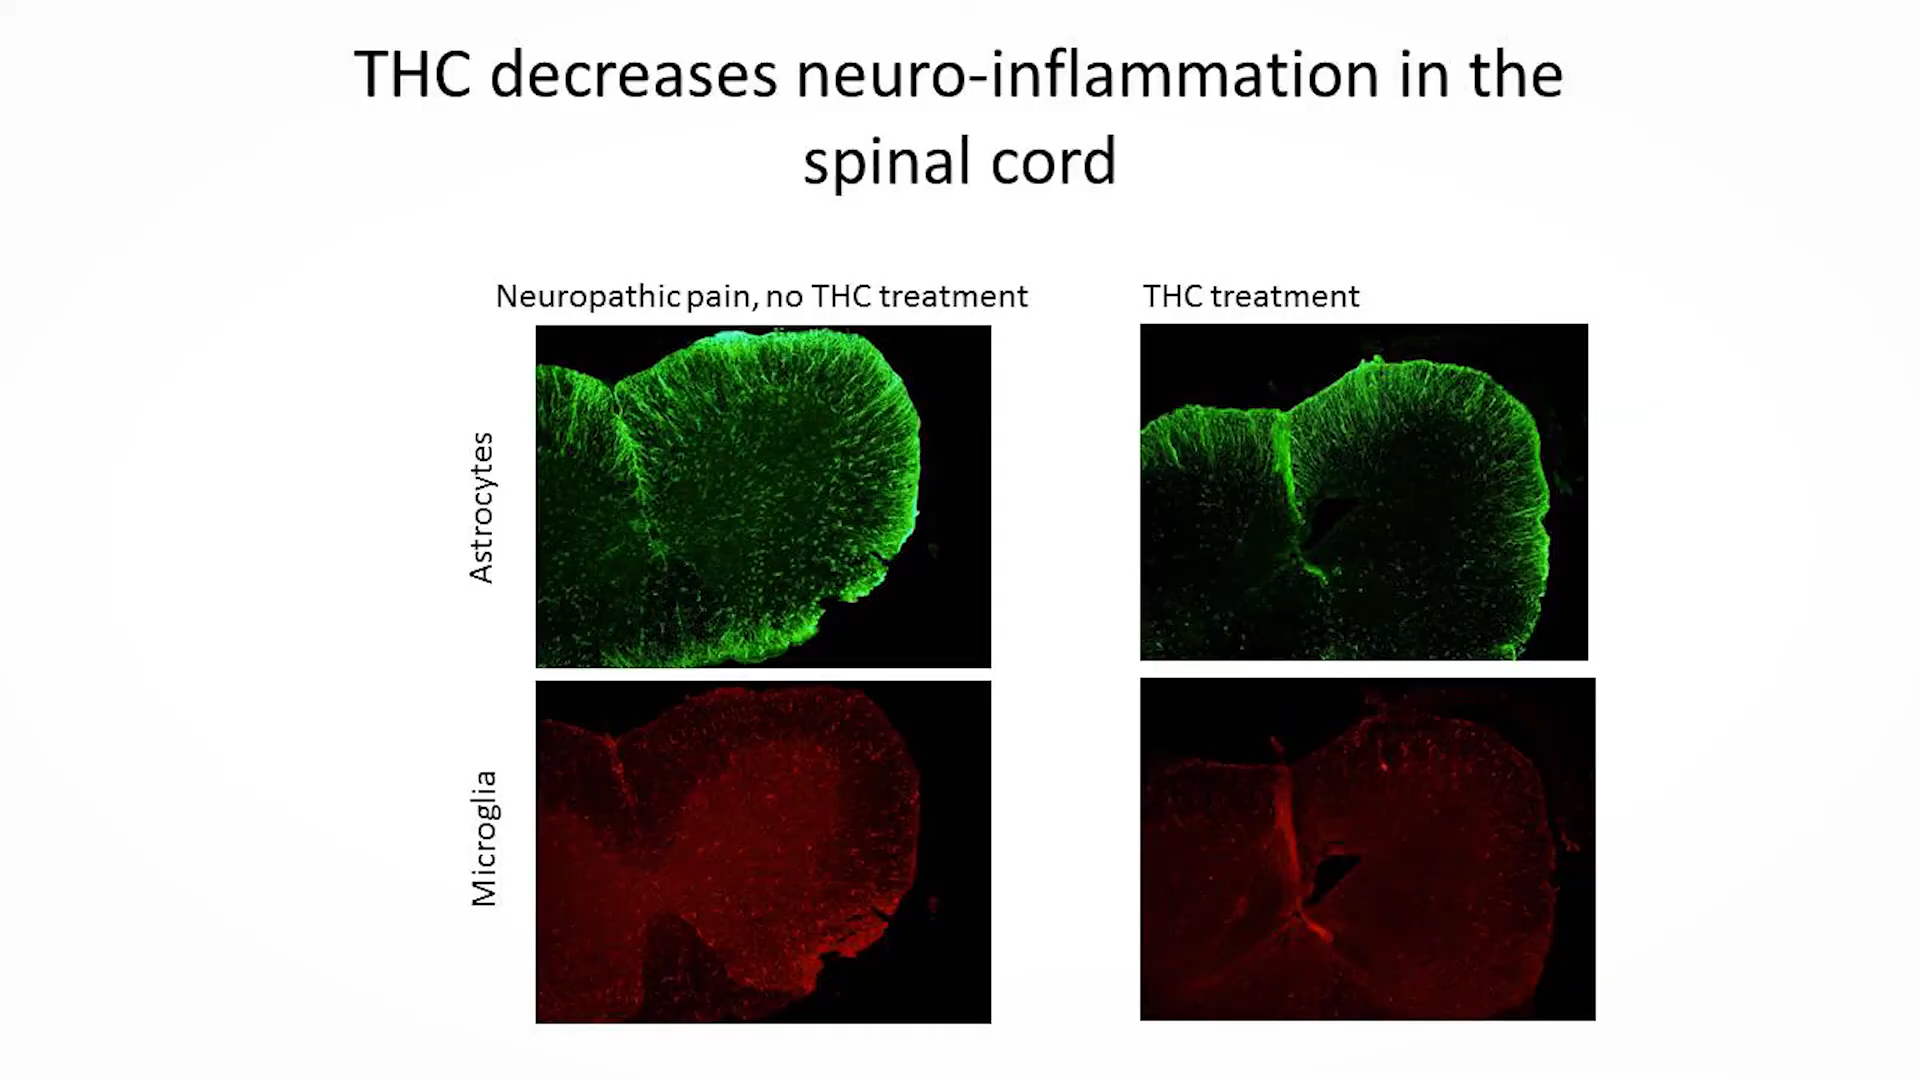 THC decreases neuro-inflammation in the
spinal cord
Neuropathic pain, no THC treatment
THC treatment
Astrocytes
Microglia